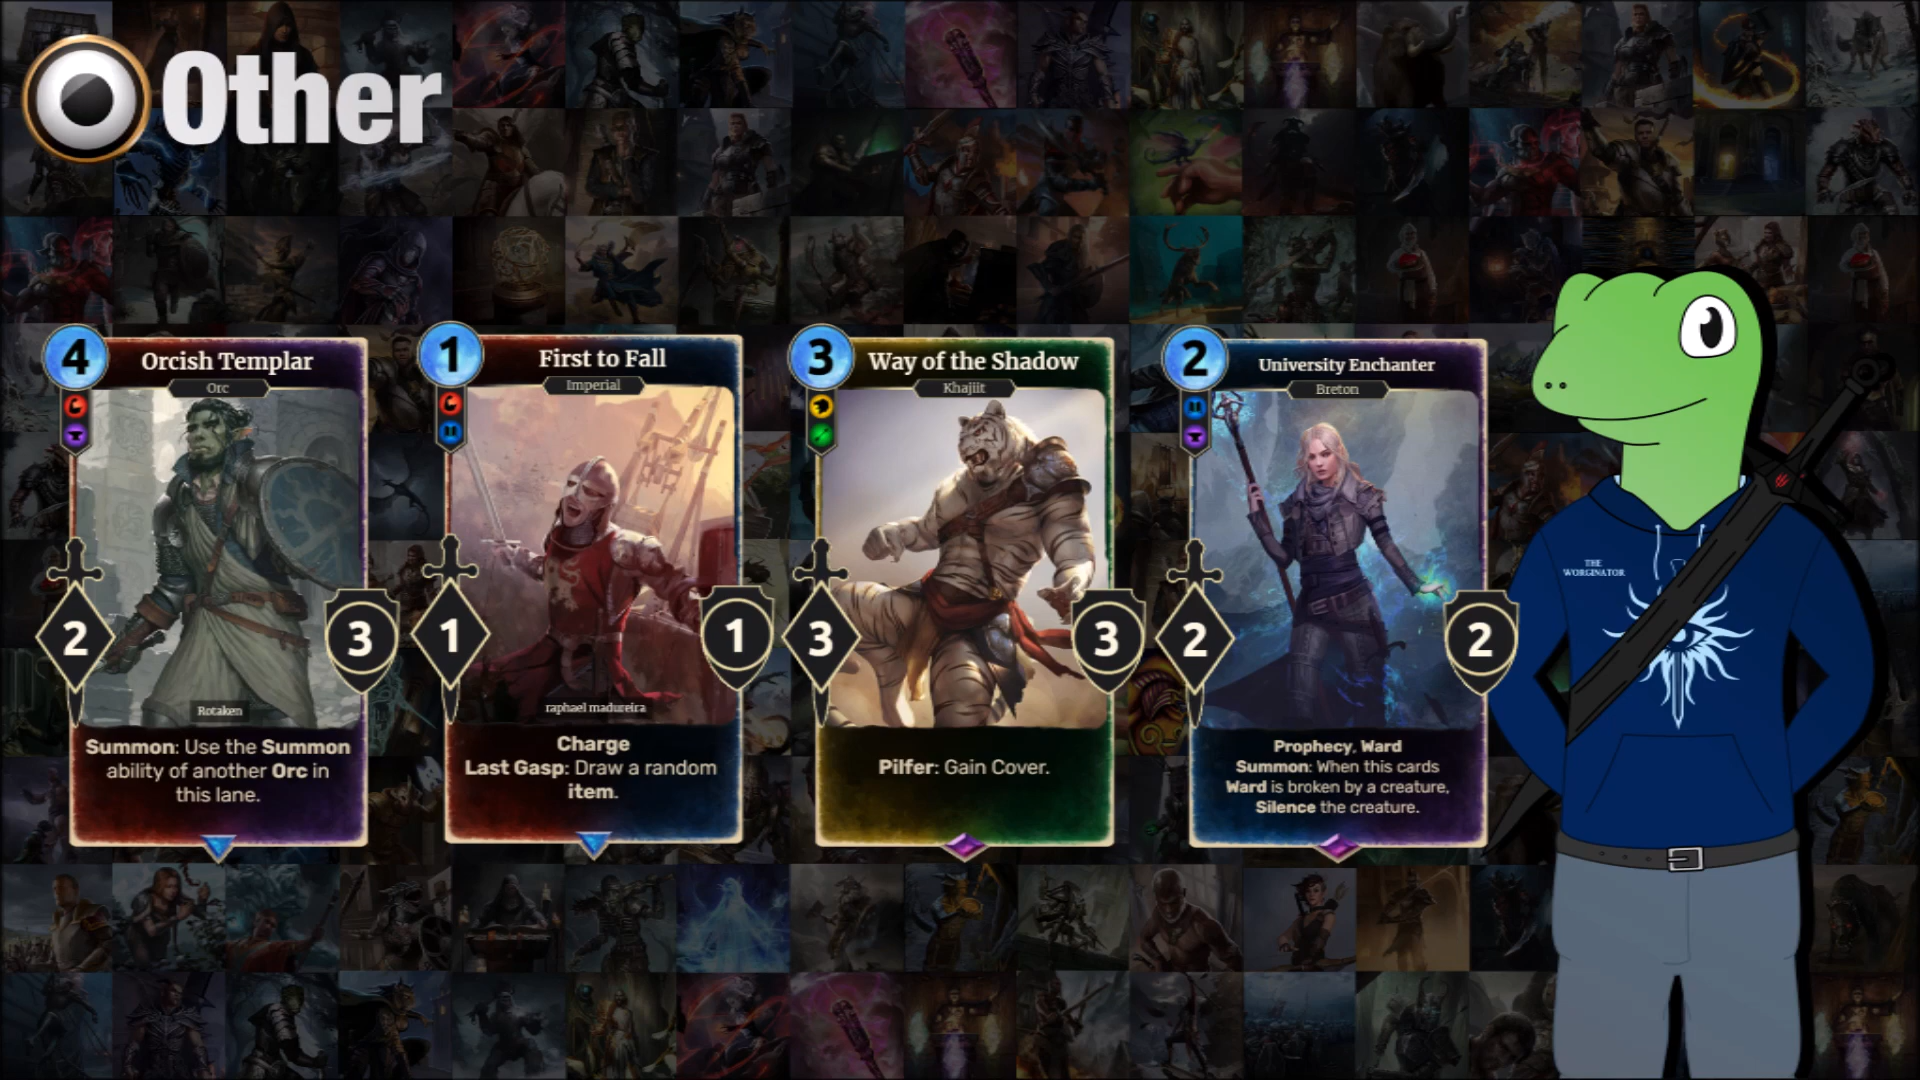 Other
4
Orcish Templar
Orc
2
3
Rotaken
Summon: Use the Summon
ability of another Orc in
this lane.
1
First to Fall
Imperial
1
1
raphael madureira
Charge
Last Gasp: Draw a random
item.
3
Way of the Shadow
Khajiit
3
3
Pilfer: Gain Cover.
2
University Enchanter
Breton
2
2
Prophecy, Ward
Summon: When this cards
Ward is broken by a creature,
Silence the creature.
THE
WORGINATOR